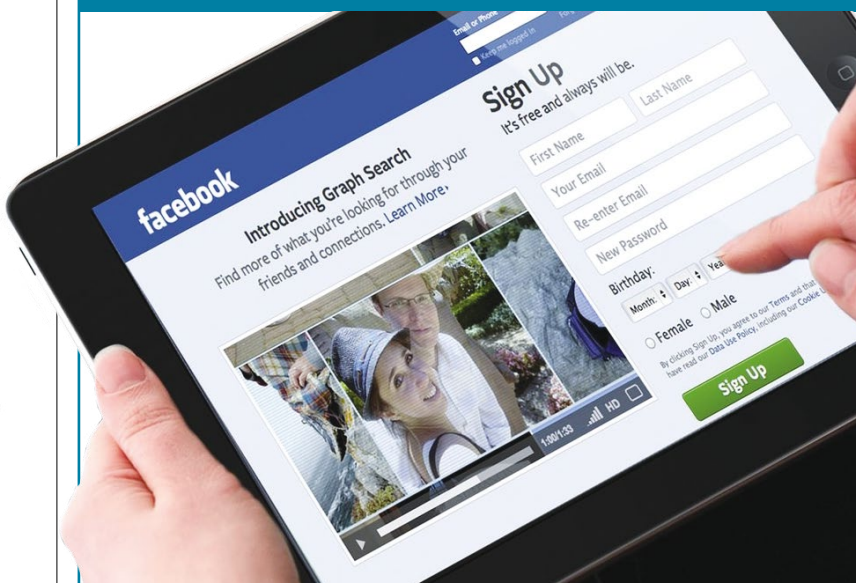 Email or Phone
Keep me logged in
facebook
Introducing Graph Search
Find more of what you're looking for through your
friends and connections. Learn More
1:00/1:33 HD
Sign Up
It's free and always will be.
First Name Last Name
Your Email
Re-enter Email
New Password
Birthday:
Month: Day:
Female Male
By clicking Sign Up, you agree to our Terms and that
have read our Data Use Policy, including our Cookie
Sign Up